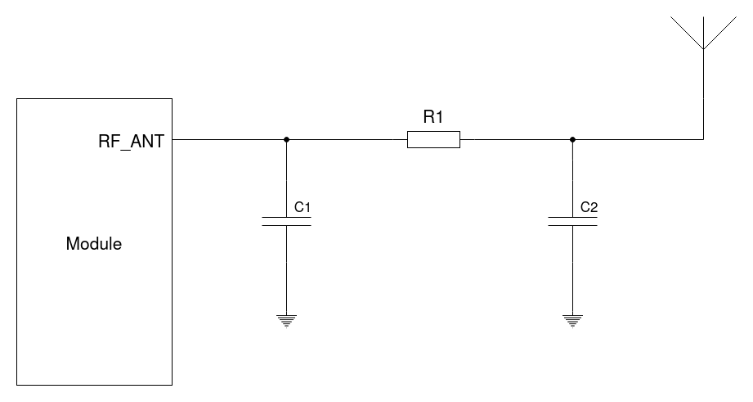 R1
RF_ANT
C1
C2
Module